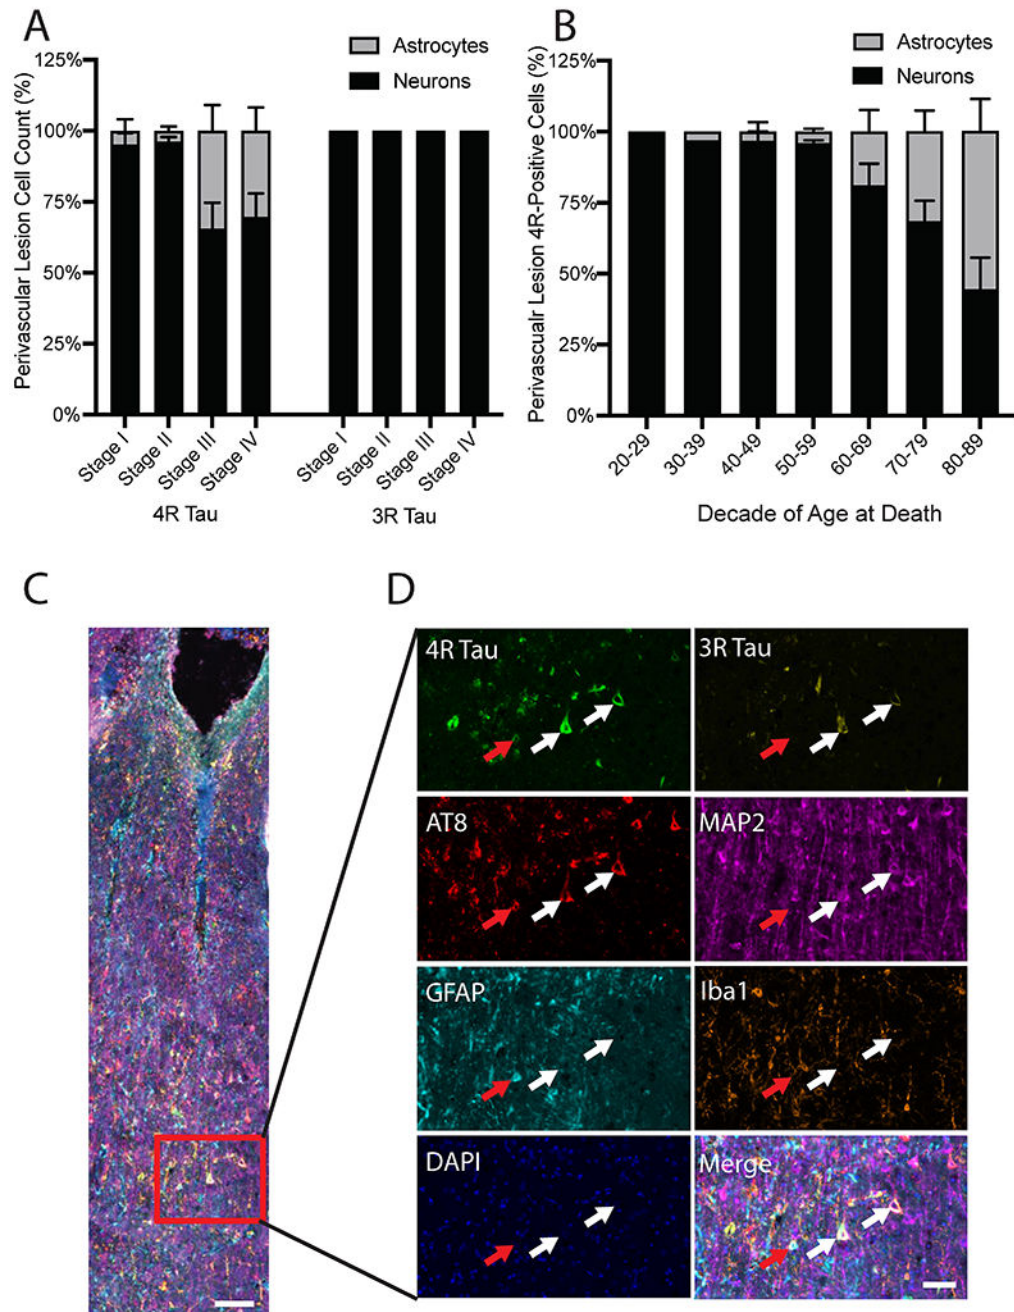 A
Astrocytes
Neurons
Perivascular Lesion Cell Count (%)
125%
100%
75%
50%
25%
0%
Stage I
Stage II
Stage III
Stage IV
Stage I
Stage II
Stage III
Stage IV
4R Tau
3R Tau
B
Astrocytes
Neurons
Perivascualr Lesion 4R-Positive Cells (%)
125%
100%
75%
50%
25%
0%
20-29
30-39
40-49
50-59
60-69
70-79
80-89
Decade of Age at Death
C
D
4R Tau
3R Tau
AT8
MAP2
GFAP
Iba1
DAPI
Merge